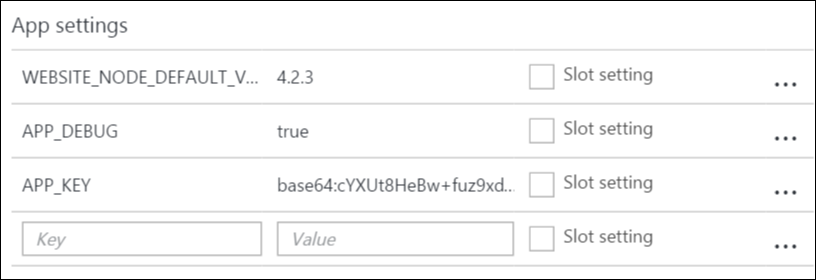 App settings
WEBSITE_NODE_DEFAULT_V... 4.2.3 Slot setting ...
APP_DEBUG true Slot setting ...
APP_KEY base64:cYXUt8HeBw+fuz9xd... Slot setting ...
Key Value Slot setting ...